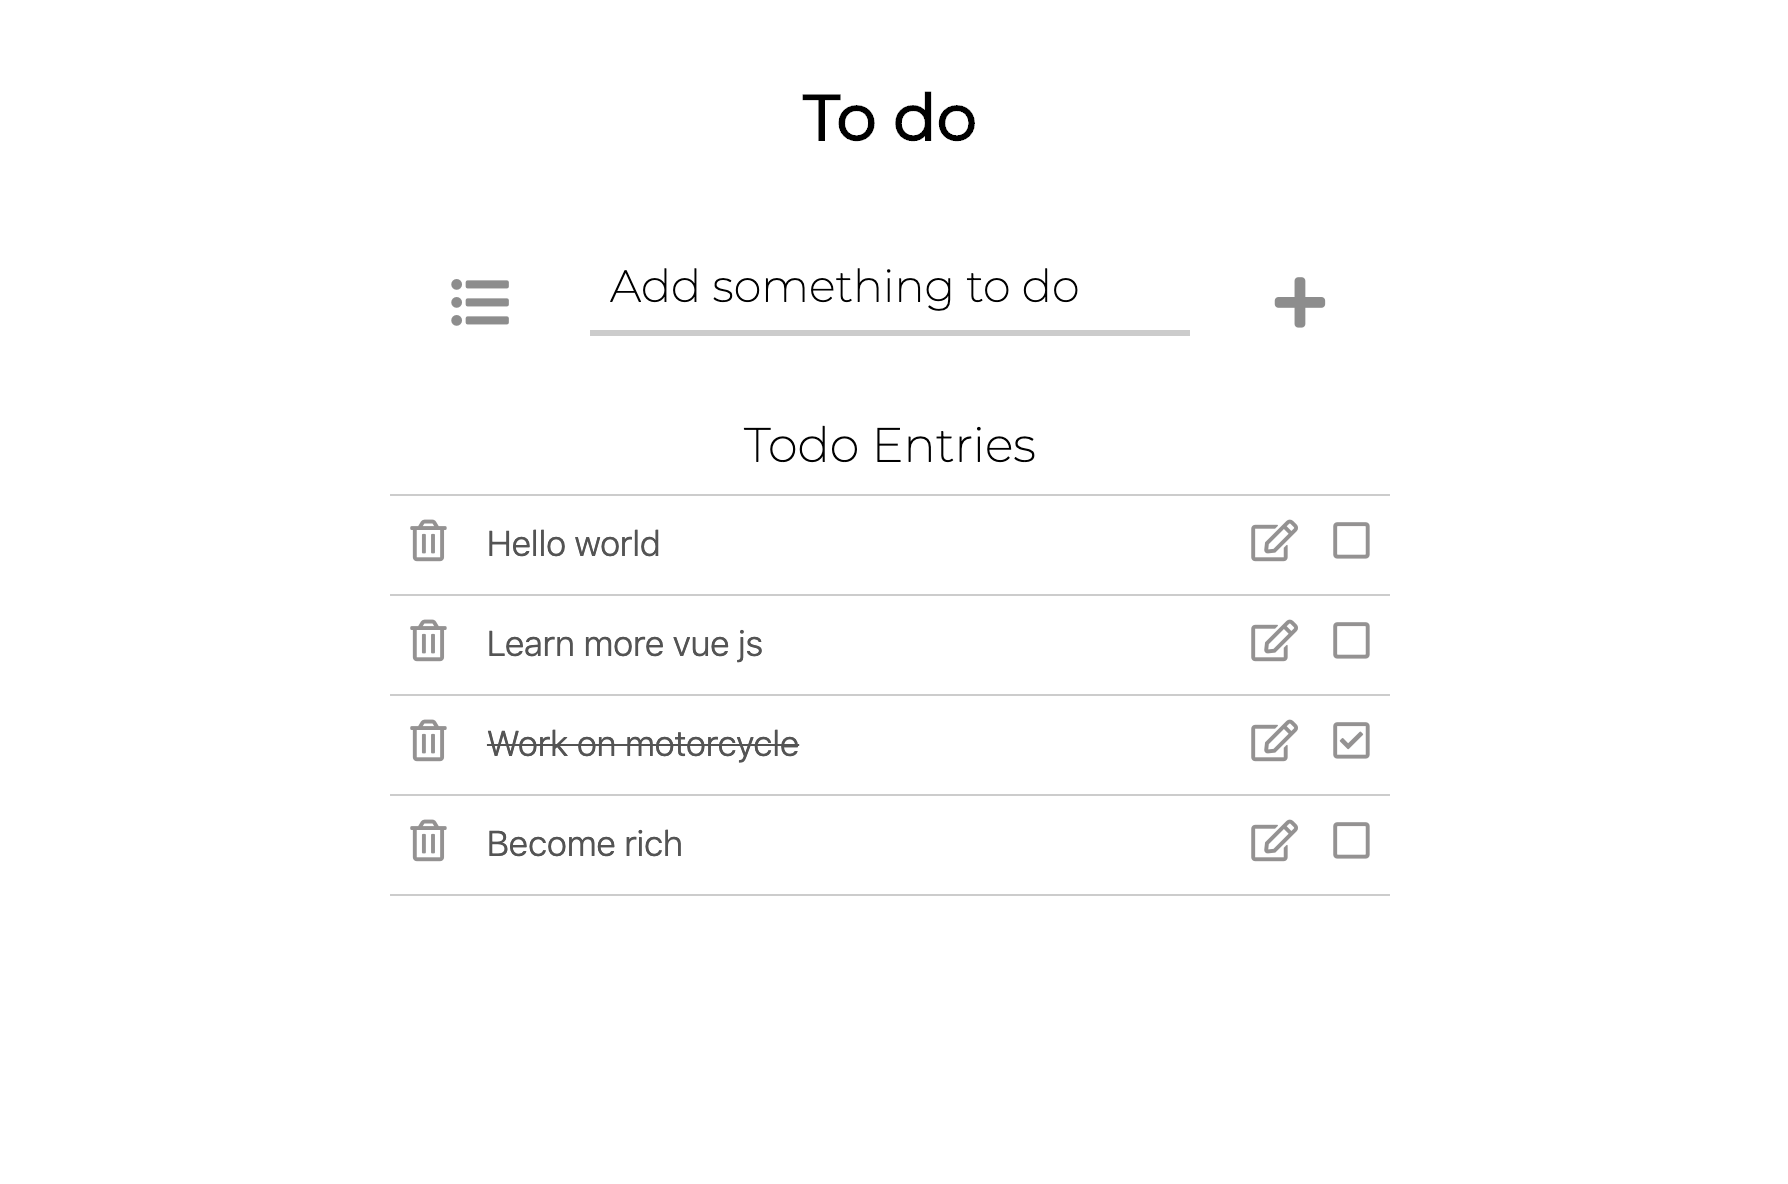 To do
Add something to do
Todo Entries
Hello world
Learn more vue js
Work on motorcycle
Become rich